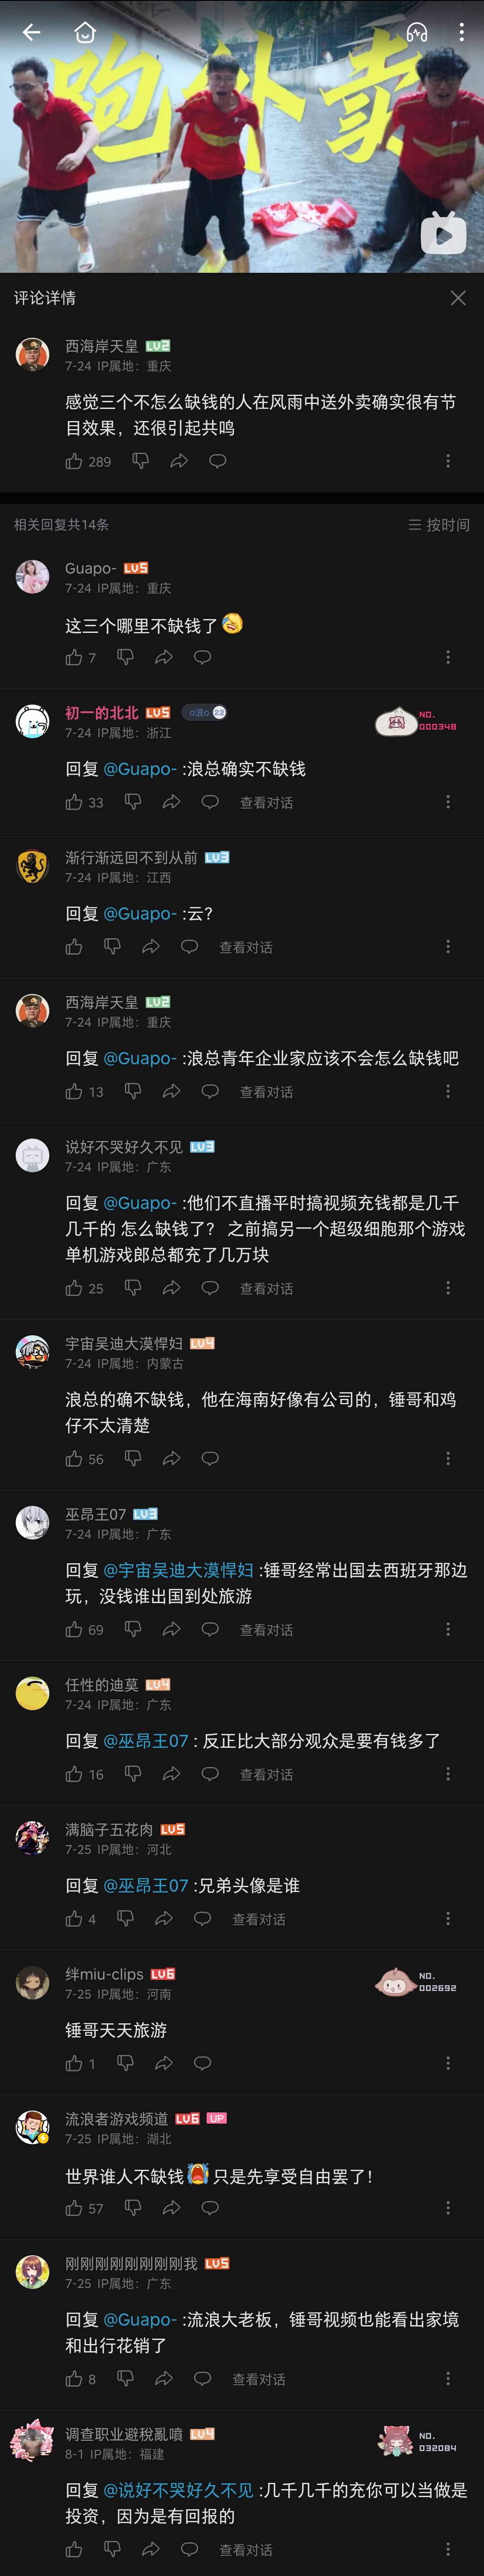 跑外卖
评论详情
西海岸天皇 LV2
7-24 IP属地：重庆
感觉三个不怎么缺钱的人在风雨中送外卖确实很有节
目效果，还很引起共鸣
289
相关回复共14条 按时间
Guapo- LV5
7-24 IP属地：重庆
这三个哪里不缺钱了🤣
7
初一的北北 LV5 o浪o 22 NO.
000348
7-24 IP属地：浙江
回复 @Guapo- :浪总确实不缺钱
33 查看对话
渐行渐远回不到从前 LV3
7-24 IP属地：江西
回复 @Guapo- :云？
查看对话
西海岸天皇 LV2
7-24 IP属地：重庆
回复 @Guapo- :浪总青年企业家应该不会怎么缺钱吧
13 查看对话
说好不哭好久不见 LV3
7-24 IP属地：广东
回复 @Guapo- :他们不直播平时搞视频充钱都是几千
几千的 怎么缺钱了？ 之前搞另一个超级细胞那个游戏
单机游戏郎总都充了几万块
25 查看对话
宇宙吴迪大漠悍妇 LV4
7-24 IP属地：内蒙古
浪总的确不缺钱，他在海南好像有公司的，锤哥和鸡
仔不太清楚
56
巫昂王07 LV3
7-24 IP属地：广东
回复 @宇宙吴迪大漠悍妇 :锤哥经常出国去西班牙那边
玩，没钱谁出国到处旅游
69 查看对话
任性的迪莫 LV4
7-24 IP属地：广东
回复 @巫昂王07 : 反正比大部分观众是要有钱多了
16 查看对话
满脑子五花肉 LV5
7-25 IP属地：河北
回复 @巫昂王07 :兄弟头像是谁
4 查看对话
绊miu-clips LV6 NO.
002692
7-25 IP属地：河南
锤哥天天旅游
1
流浪者游戏频道 LV6 UP
7-25 IP属地：湖北
世界谁人不缺钱😭只是先享受自由罢了！
57
刚刚刚刚刚刚刚刚我 LV5
7-25 IP属地：广东
回复 @Guapo- :流浪大老板，锤哥视频也能看出家境
和出行花销了
8 查看对话
调查职业避税亂噴 LV4 NO.
032084
8-1 IP属地：福建
回复 @说好不哭好久不见 :几千几千的充你可以当做是
投资，因为是有回报的
查看对话